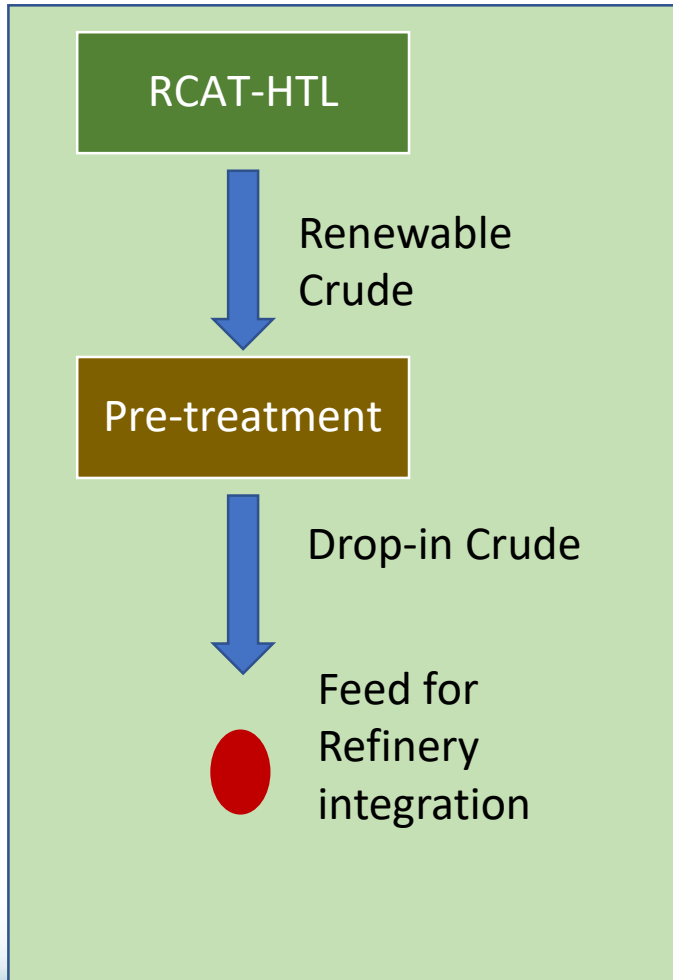 RCAT-HTL
Renewable
Crude
Pre-treatment
Drop-in Crude
Feed for
Refinery
integration